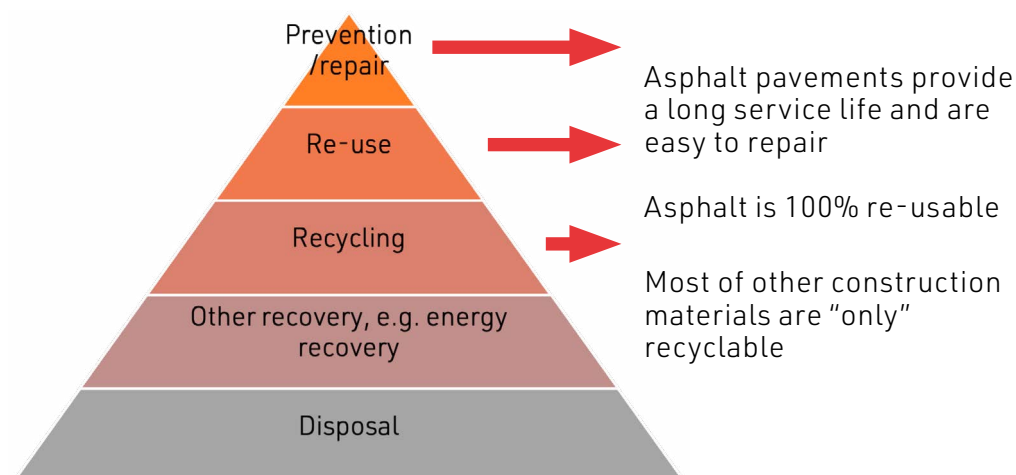 Prevention
/repair
Re-use
Recycling
Other recovery, e.g. energy
recovery
Disposal
Asphalt pavements provide
a long service life and are
easy to repair
Asphalt is 100% re-usable
Most of other construction
materials are “only”
recyclable